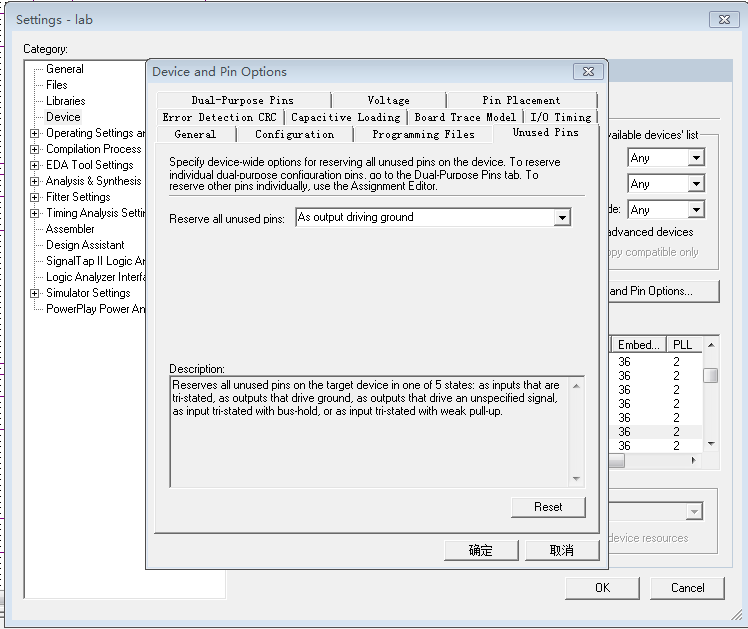 Settings - lab
Category:
General
Files
Libraries
Device
Operating Settings ar
Compilation Process
EDA Tool Settings
Analysis & Synthesis
Fitter Settings
Timing Analysis Setti
Assembler
Design Assistant
SignalTap II Logic Ar
Logic Analyzer Interfa
Simulator Settings
PowerPlay Power An
Device and Pin Options
Dual-Purpose Pins Voltage Pin Placement
Error Detection CRC Capacitive Loading Board Trace Model I/O Timing
General Configuration Programming Files Unused Pins
Specify device-wide options for reserving all unused pins on the device. To reserve
individual dual-purpose configuration pins, go to the Dual-Purpose Pins tab. To
reserve other pins individually, use the Assignment Editor.
Reserve all unused pins: As output driving ground
Description:
Reserves all unused pins on the target device in one of 5 states: as inputs that are
tri-stated, as outputs that drive ground, as outputs that drive an unspecified signal,
as input tri-stated with bus-hold, or as input tri-stated with weak pull-up.
Reset
确定 取消
vailable devices' list
Any
Any
de: Any
advanced devices
opy compatible only
and Pin Options...
Embed... PLL
36 2
36 2
36 2
36 2
36 2
36 2
36 2
device resources
OK Cancel